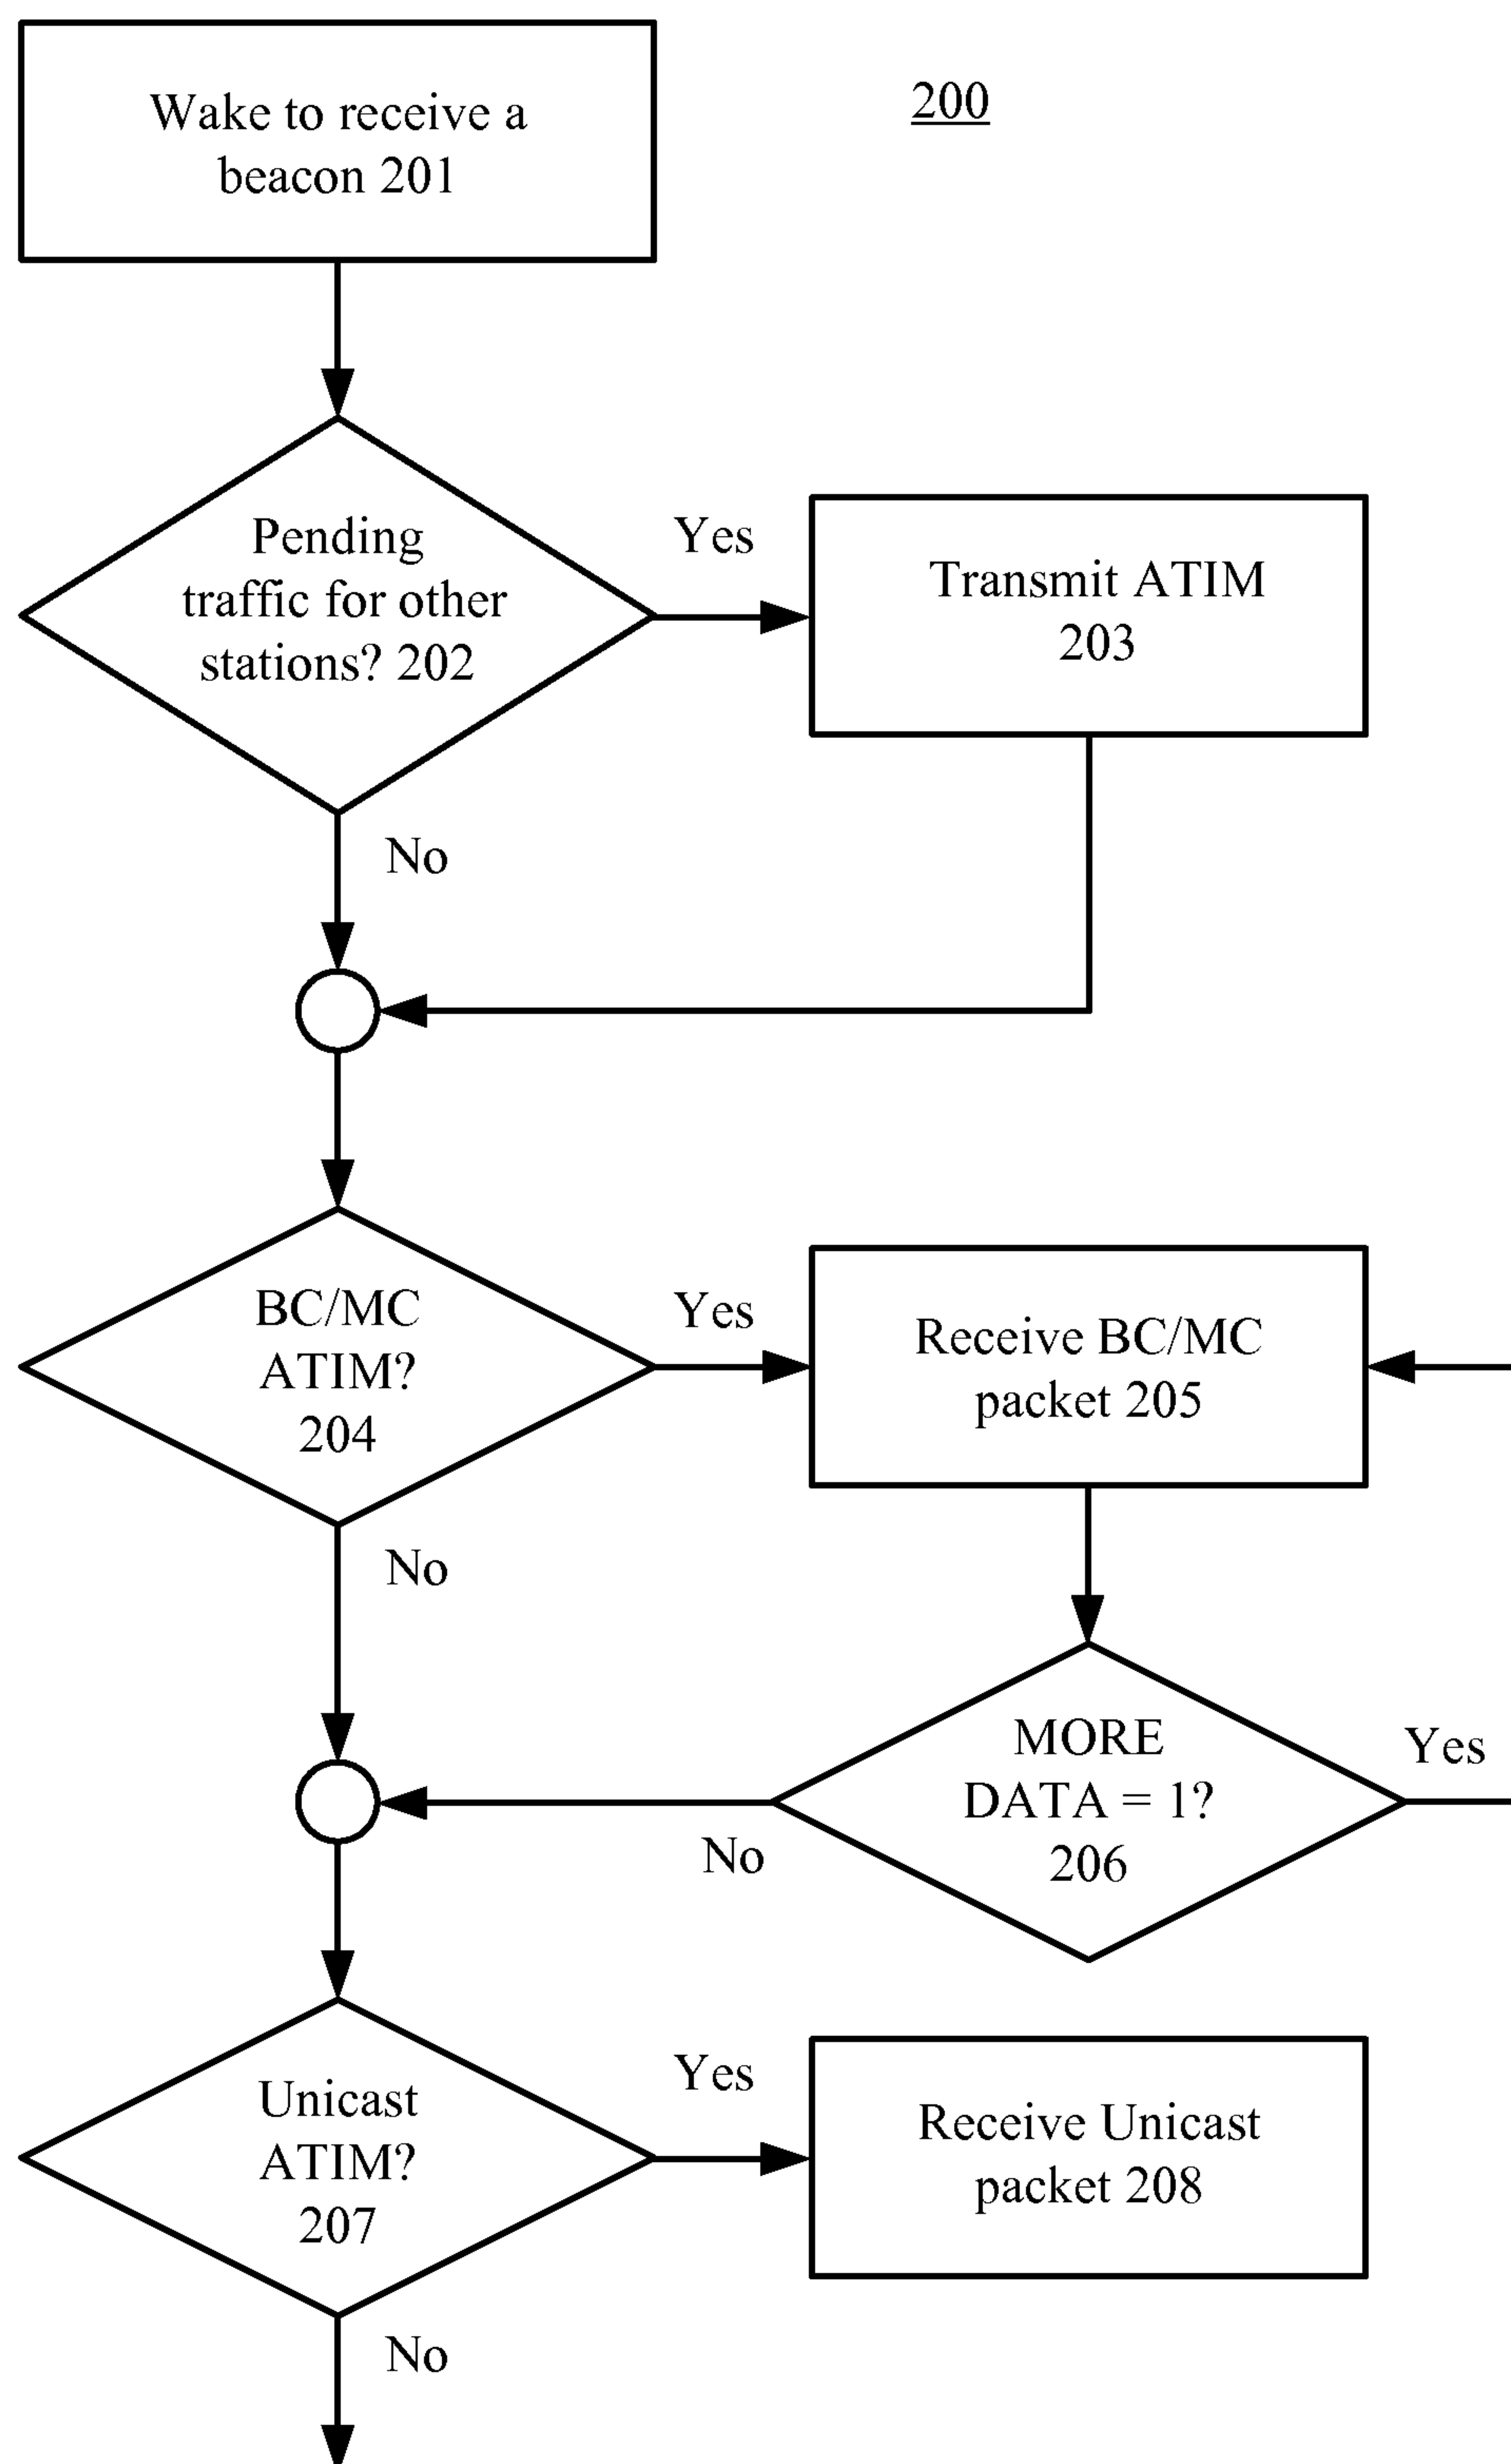 Wake to receive a
beacon 201
200
Pending
traffic for other
stations? 202
Yes
Transmit ATIM
203
No
BC/MC
ATIM?
204
Yes
Receive BC/MC
packet 205
No
MORE
DATA = 1?
206
Yes
No
Unicast
ATIM?
207
Yes
Receive Unicast
packet 208
No